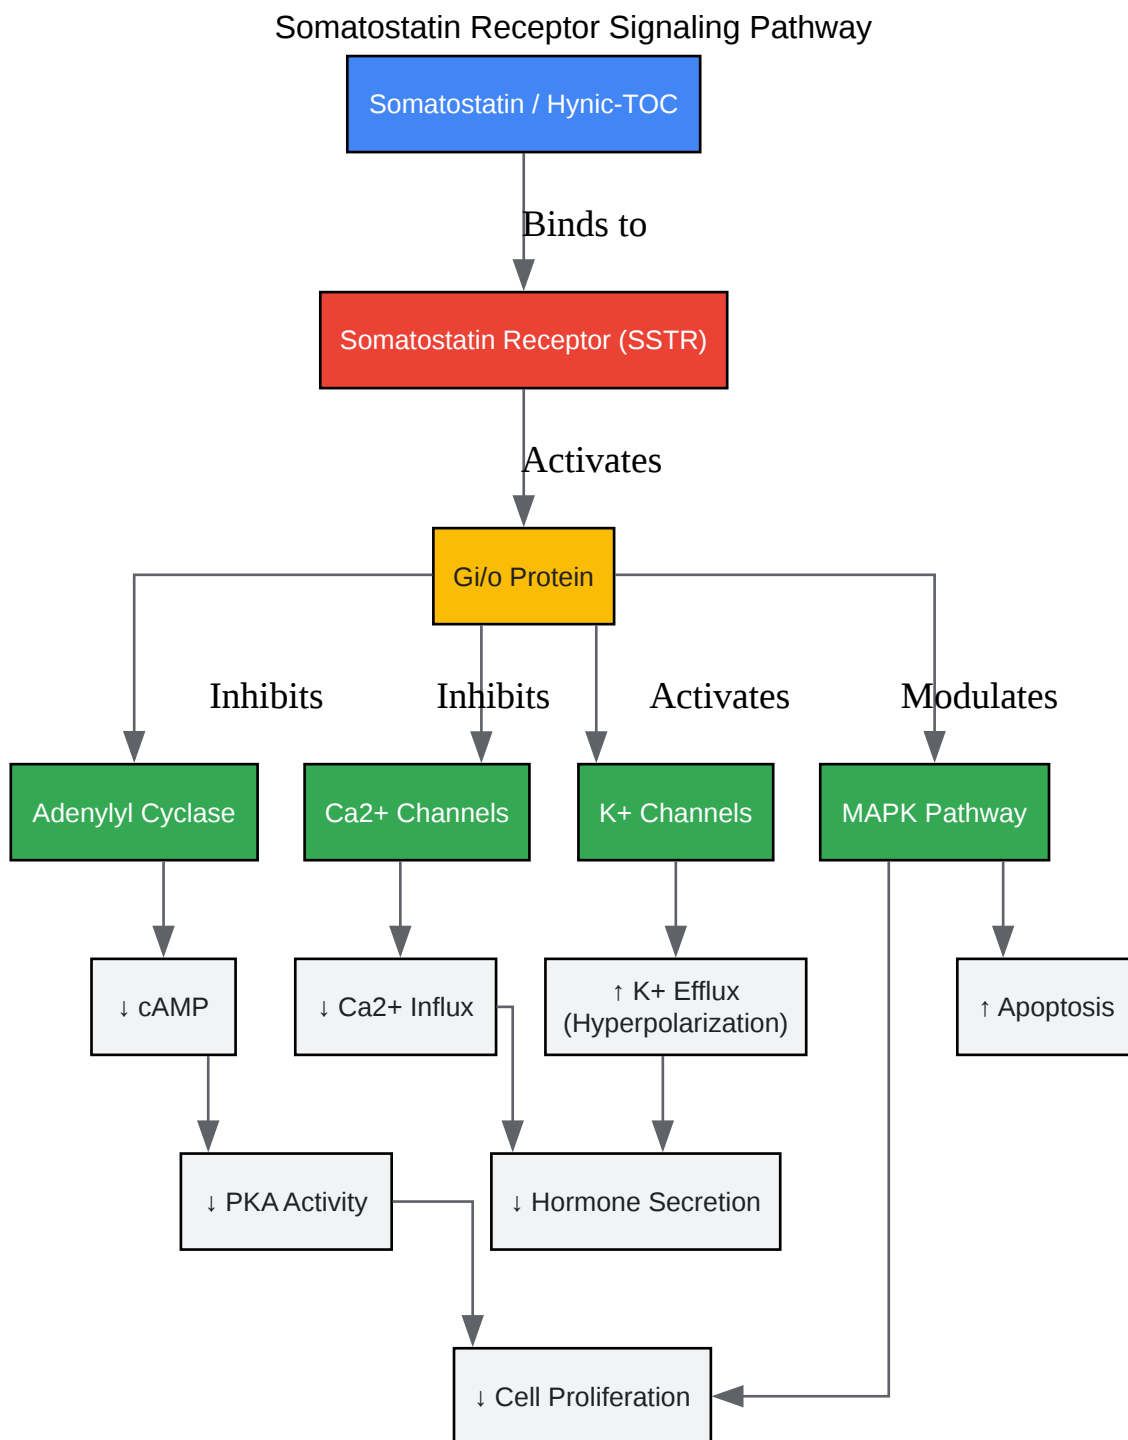 Somatostatin Receptor Signaling Pathway
Somatostatin / Hynic-TOC
Binds to
Somatostatin Receptor (SSTR)
Activates
Gi/o Protein
Inhibits
Inhibits
Activates
Modulates
Adenylyl Cyclase
Ca2+ Channels
K+ Channels
MAPK Pathway
↓ cAMP
↓ Ca2+ Influx
↑ K+ Efflux
(Hyperpolarization)
↑ Apoptosis
↓ PKA Activity
↓ Hormone Secretion
↓ Cell Proliferation